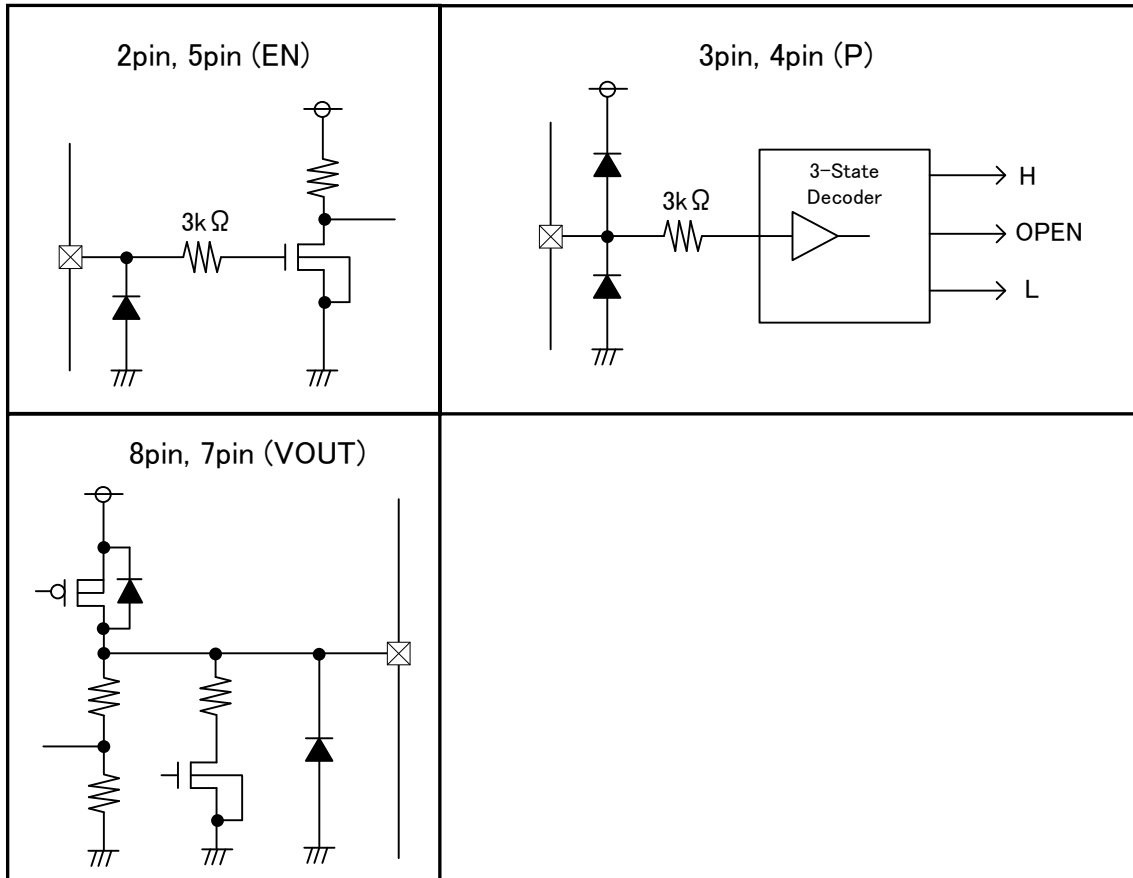 2pin, 5pin (EN)
3kΩ
3pin, 4pin (P)
3kΩ
3-State
Decoder
H
OPEN
L
8pin, 7pin (VOUT)